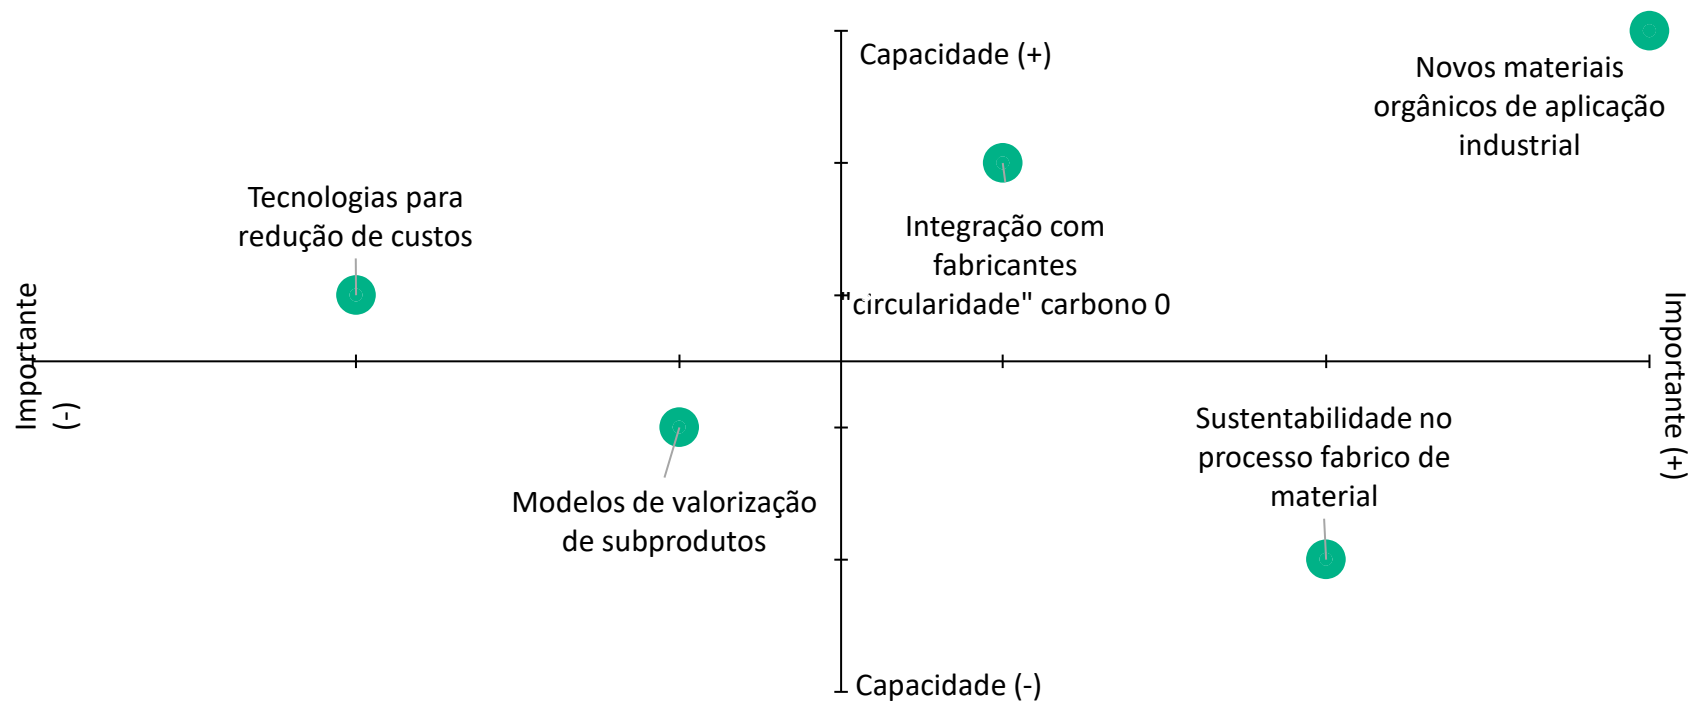 Capacidade (+)
Novos materiais
orgânicos de aplicação
industrial
Tecnologias para
redução de custos
Integração com
fabricantes
"circularidade" carbono 0
Importante
(-)
Importante (+)
Sustentabilidade no
processo fabrico de
material
Modelos de valorização
de subprodutos
Capacidade (-)